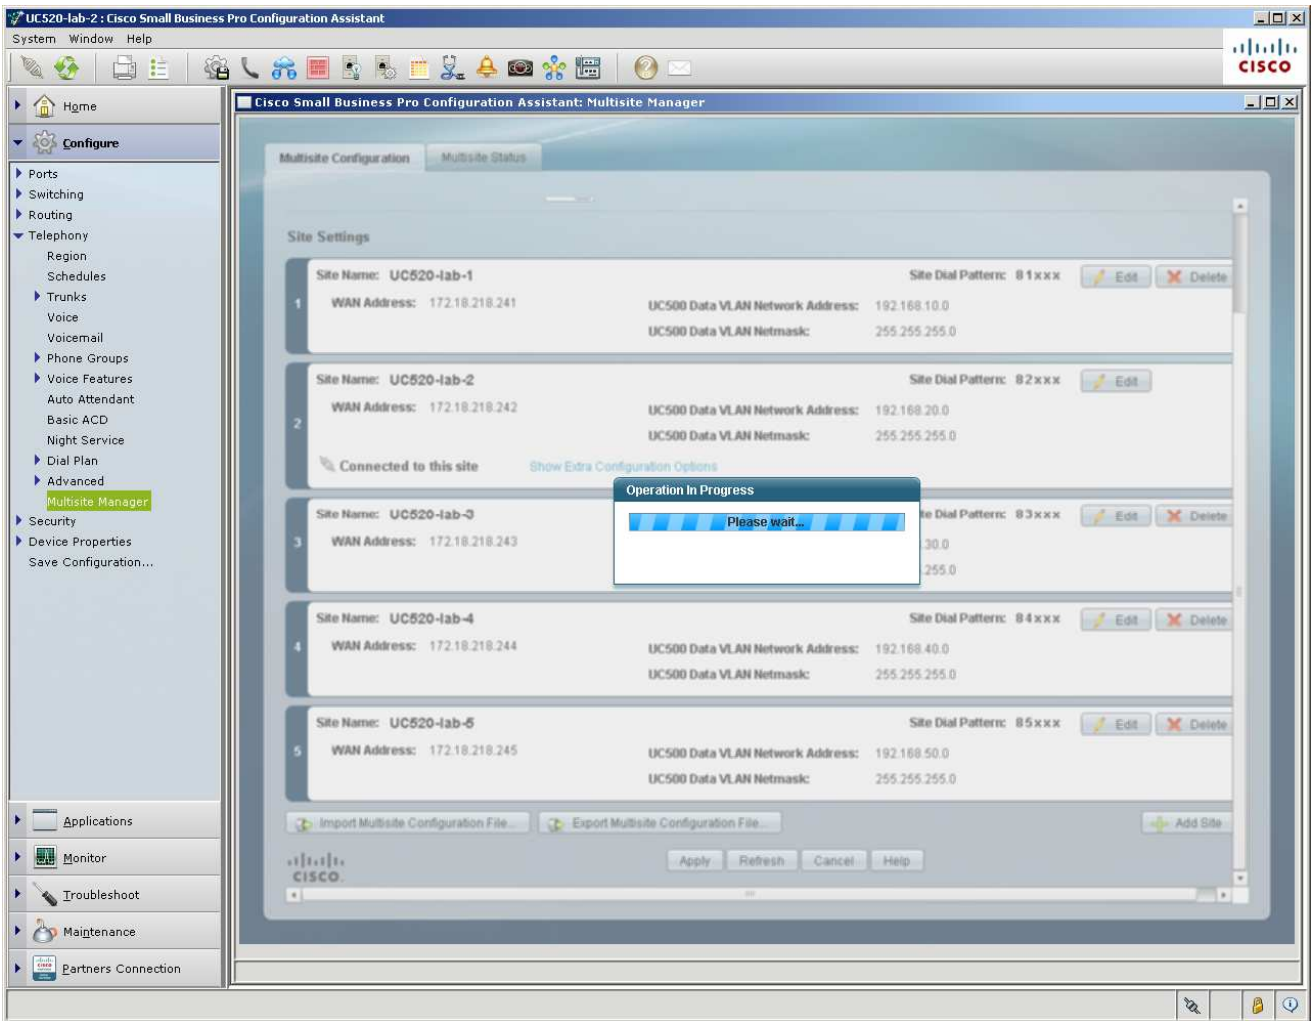 UC520-lab-2 : Cisco Small Business Pro Configuration Assistant
System Window Help
CISCO
Home
Configure
Ports
Switching
Routing
Telephony
Region
Schedules
Trunks
Voice
Voicemail
Phone Groups
Voice Features
Auto Attendant
Basic ACD
Night Service
Dial Plan
Advanced
Multisite Manager
Security
Device Properties
Save Configuration...
Applications
Monitor
Troubleshoot
Maintenance
Partners Connection
Cisco Small Business Pro Configuration Assistant: Multisite Manager
Multisite Configuration Multisite Status
Site Settings
1
Site Name: UC520-lab-1 Site Dial Pattern: 81xxx Edit Delete
WAN Address: 172.18.218.241 UC500 Data VLAN Network Address: 192.168.10.0
UC500 Data VLAN Netmask: 255.255.255.0
2
Site Name: UC520-lab-2 Site Dial Pattern: 82xxx Edit
WAN Address: 172.18.218.242 UC500 Data VLAN Network Address: 192.168.20.0
UC500 Data VLAN Netmask: 255.255.255.0
Connected to this site Show Extra Configuration Options
Operation In Progress
Please wait...
3
Site Name: UC520-lab-3 te Dial Pattern: 83xxx Edit Delete
WAN Address: 172.18.218.243 .30.0
.255.0
4
Site Name: UC520-lab-4 Site Dial Pattern: 84xxx Edit Delete
WAN Address: 172.18.218.244 UC500 Data VLAN Network Address: 192.168.40.0
UC500 Data VLAN Netmask: 255.255.255.0
5
Site Name: UC520-lab-5 Site Dial Pattern: 85xxx Edit Delete
WAN Address: 172.18.218.245 UC500 Data VLAN Network Address: 192.168.50.0
UC500 Data VLAN Netmask: 255.255.255.0
Import Multisite Configuration File... Export Multisite Configuration File... Add Site
CISCO. Apply Refresh Cancel Help